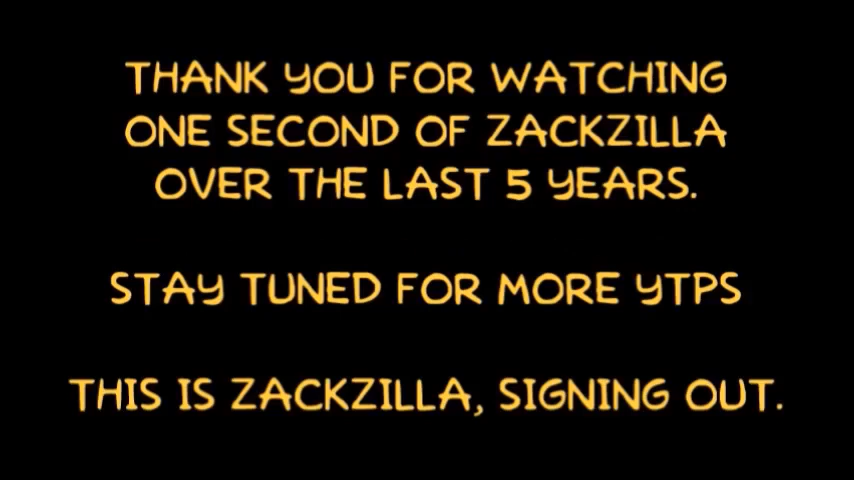 THANK YOU FOR WATCHING
ONE SECOND OF ZACKZILLA
OVER THE LAST 5 YEARS.
STAY TUNED FOR MORE YTPS
THIS IS ZACKZILLA, SIGNING OUT.